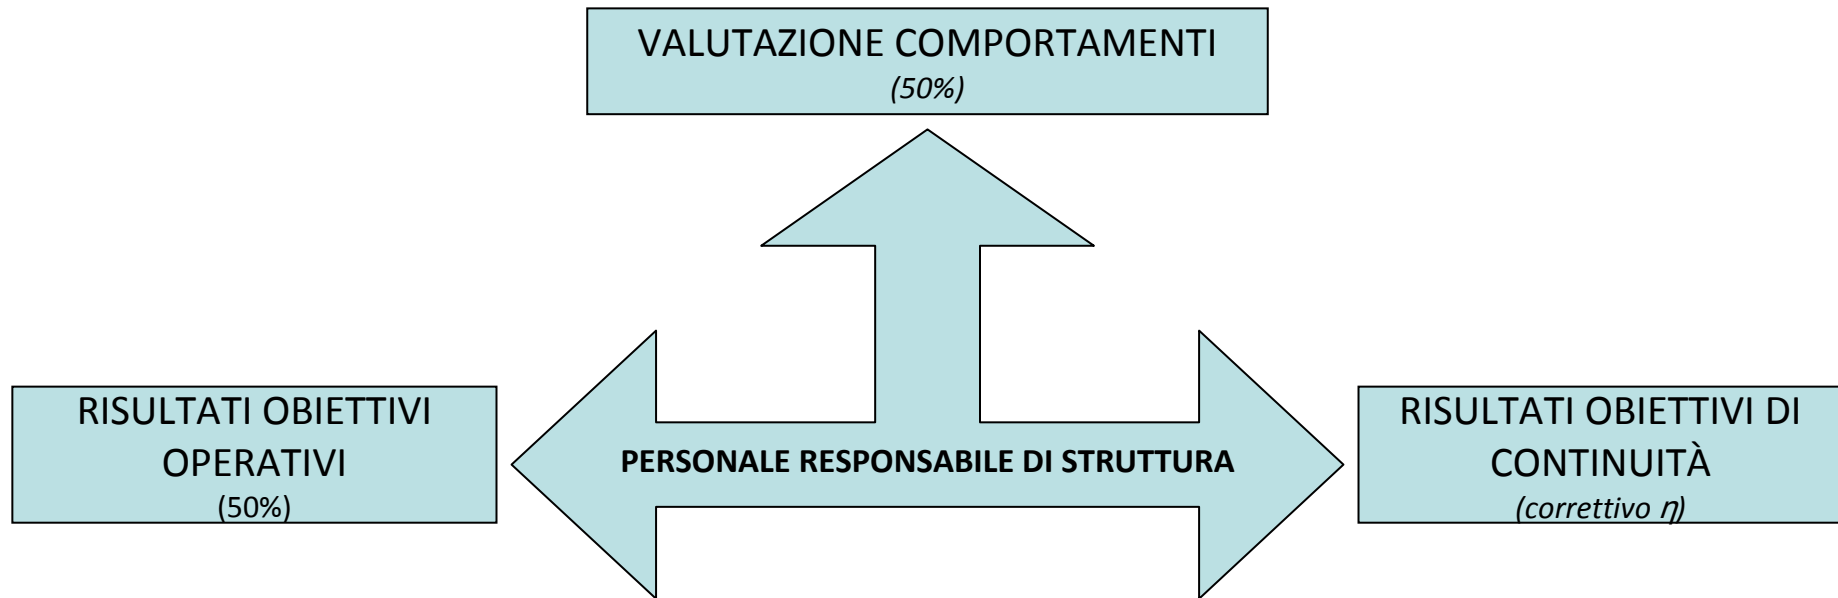 VALUTAZIONE COMPORTAMENTI
(50%)
RISULTATI OBIETTIVI
OPERATIVI
(50%)
PERSONALE RESPONSABILE DI STRUTTURA
RISULTATI OBIETTIVI DI
CONTINUITÀ
(correttivo η)